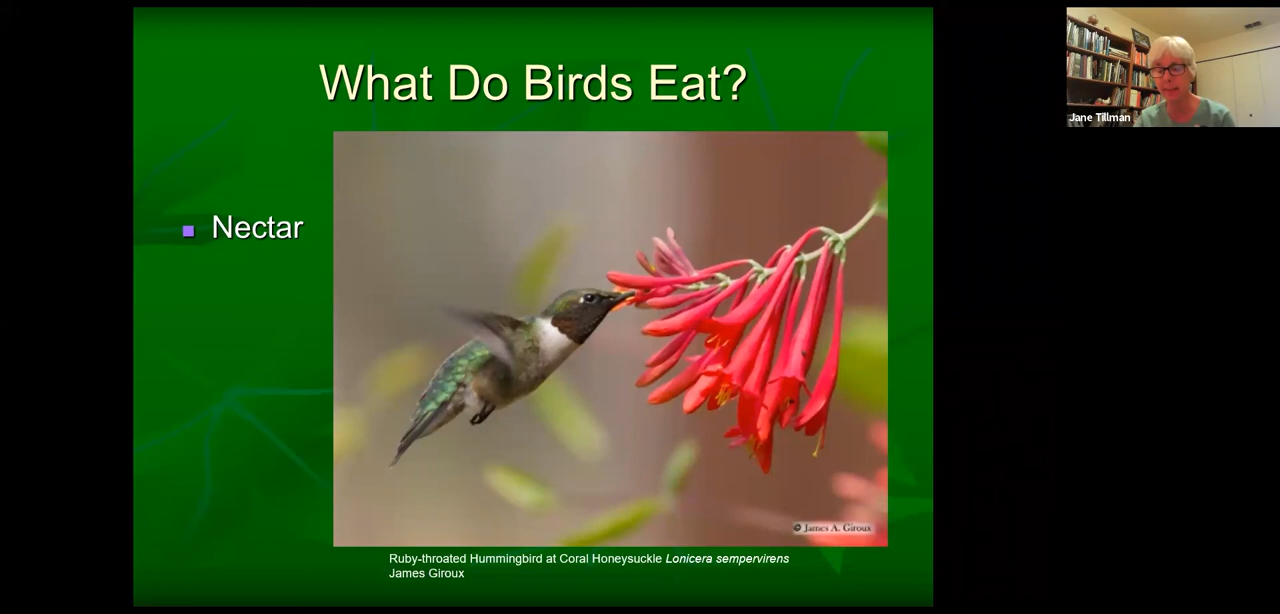 What Do Birds Eat?
Nectar
© James A. Giroux
Ruby-throated Hummingbird at Coral Honeysuckle Lonicera sempervirens
James Giroux
Jane Tillman